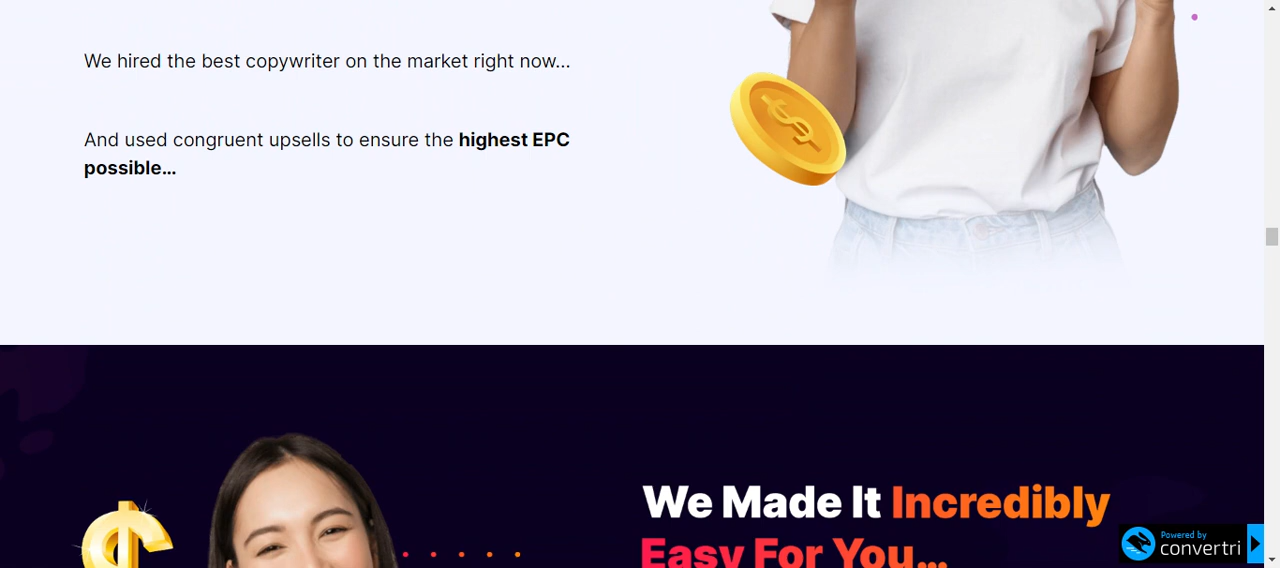 We hired the best copywriter on the market right now...
And used congruent upsells to ensure the highest EPC
possible...
We Made It Incredibly
Easy For You...
Powered by
convertri